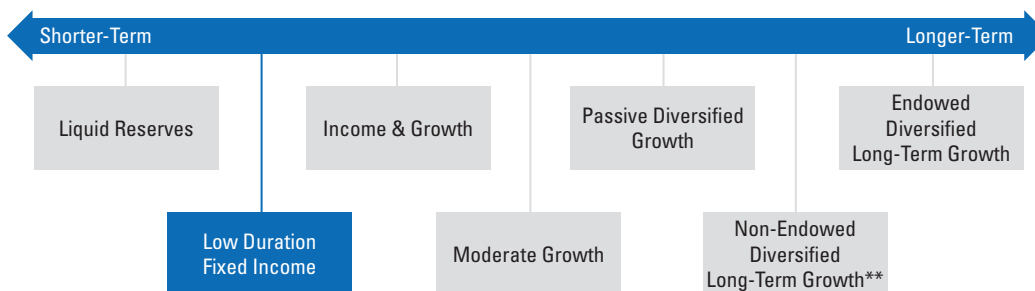 Shorter-Term
Longer-Term
Liquid Reserves
Income & Growth
Passive Diversified
Growth
Endowed
Diversified
Long-Term Growth
Low Duration
Fixed Income
Moderate Growth
Non-Endowed
Diversified
Long-Term Growth**